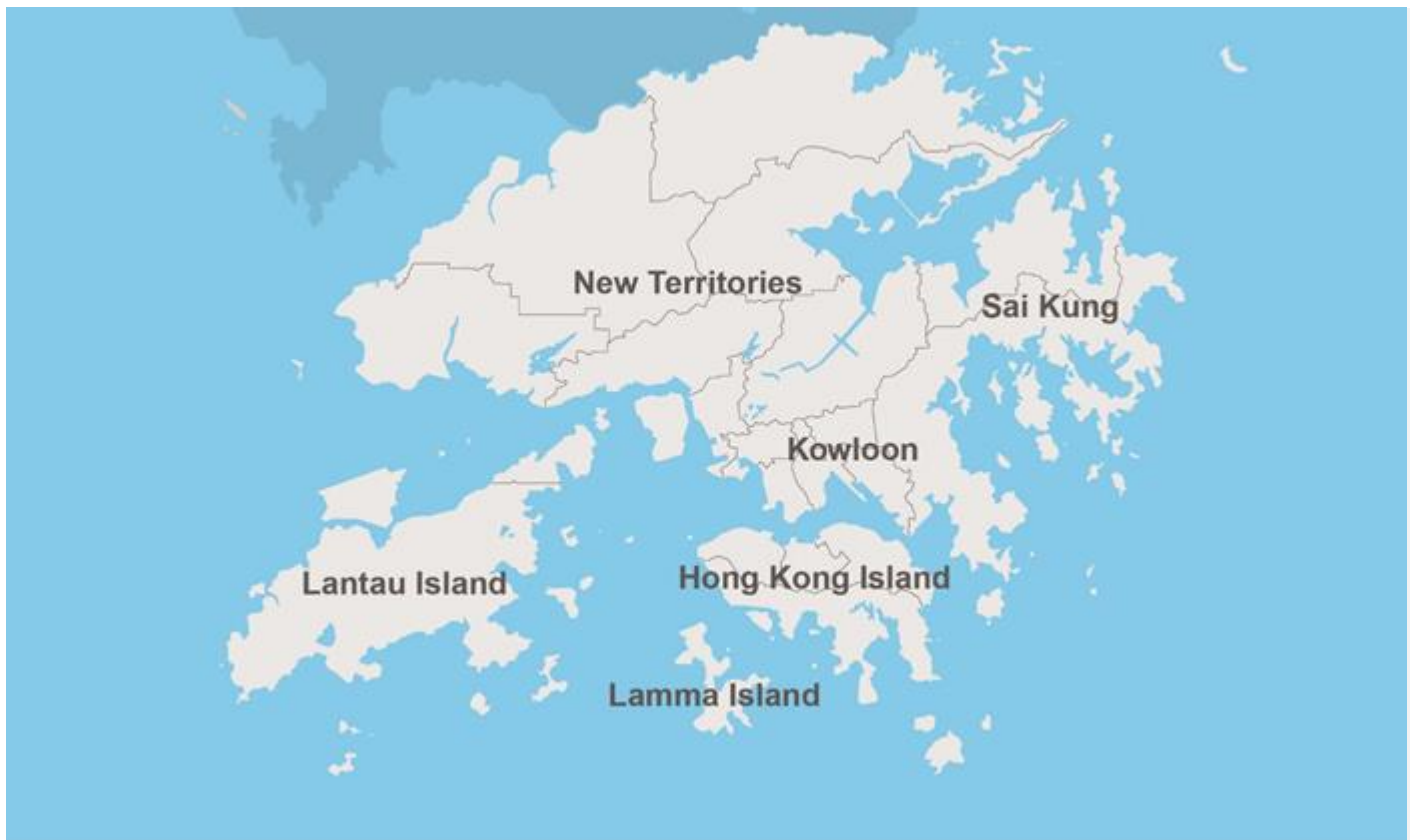 New Territories
Sai Kung
Kowloon
Lantau Island
Hong Kong Island
Lamma Island